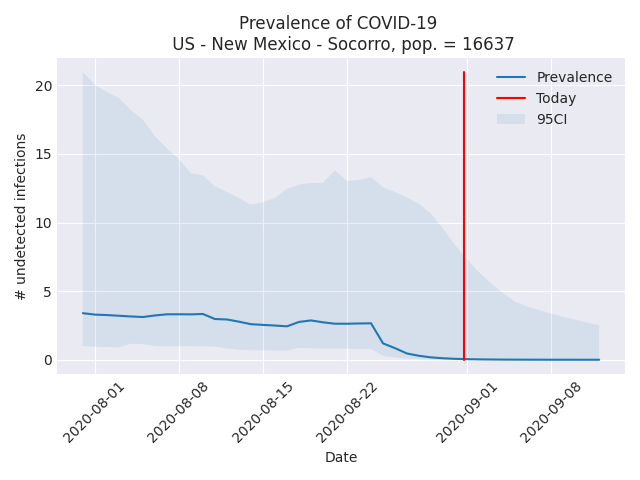 Prevalence of COVID-19
US - New Mexico - Socorro, pop. = 16637
20
15
10
5
0
# undetected infections
Prevalence
Today
95CI
2020-08-01
2020-08-08
2020-08-15
2020-08-22
2020-09-01
2020-09-08
Date